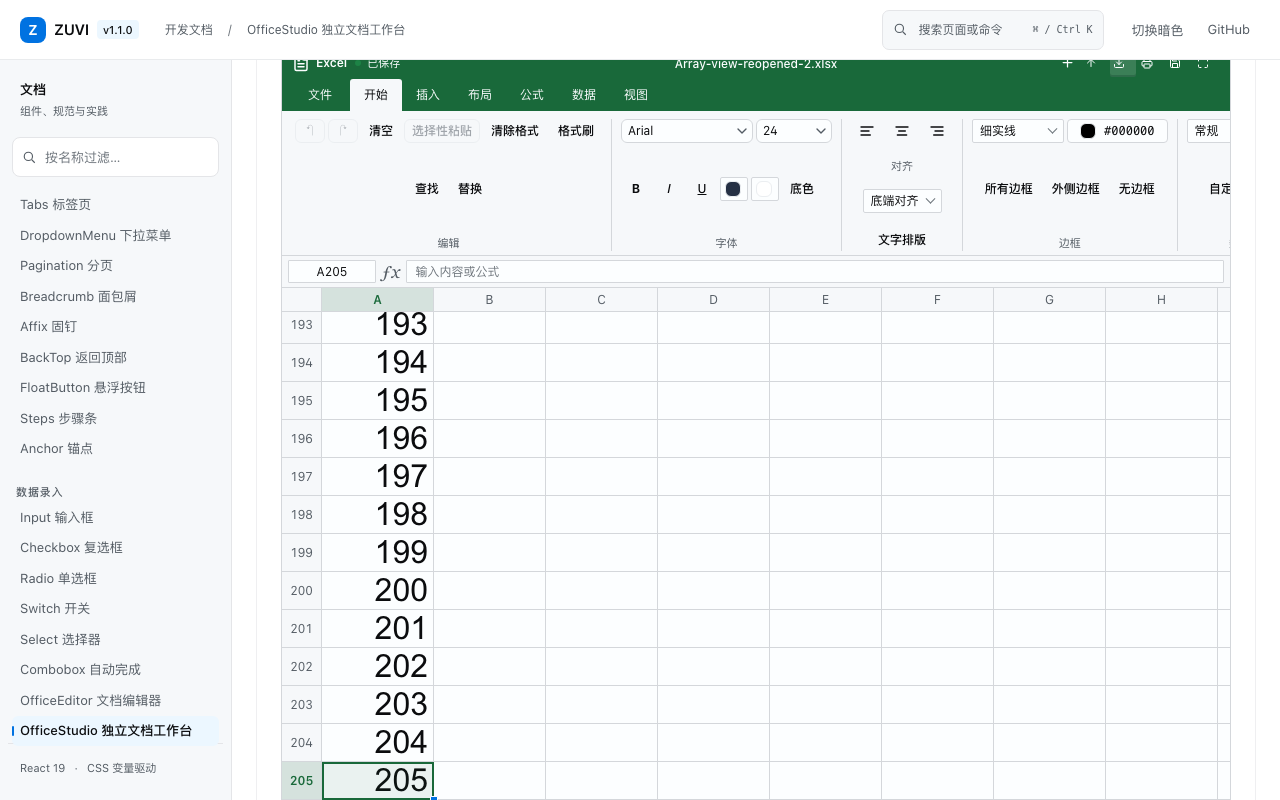 Z ZUVI v1.1.0 开发文档 / OfficeStudio 独立文档工作台 搜索页面或命令 ⌘ / Ctrl K 切换暗色 GitHub
文档
组件、规范与实践
按名称过滤...
Tabs 标签页
DropdownMenu 下拉菜单
Pagination 分页
Breadcrumb 面包屑
Affix 固钉
BackTop 返回顶部
FloatButton 悬浮按钮
Steps 步骤条
Anchor 锚点
数据录入
Input 输入框
Checkbox 复选框
Radio 单选框
Switch 开关
Select 选择器
Combobox 自动完成
OfficeEditor 文档编辑器
OfficeStudio 独立文档工作台
React 19 · CSS 变量驱动
Excel 已保存 Array-view-reopened-2.xlsx
文件 开始 插入 布局 公式 数据 视图
清空 选择性粘贴 清除格式 格式刷 Arial 24 细实线 #000000 常规
对齐
查找 替换 B I U 底色 底端对齐 所有边框 外侧边框 无边框 自定
文字排版
编辑 字体 边框
A205 fx 输入内容或公式
A B C D E F G H
193 193
194 194
195 195
196 196
197 197
198 198
199 199
200 200
201 201
202 202
203 203
204 204
205 205